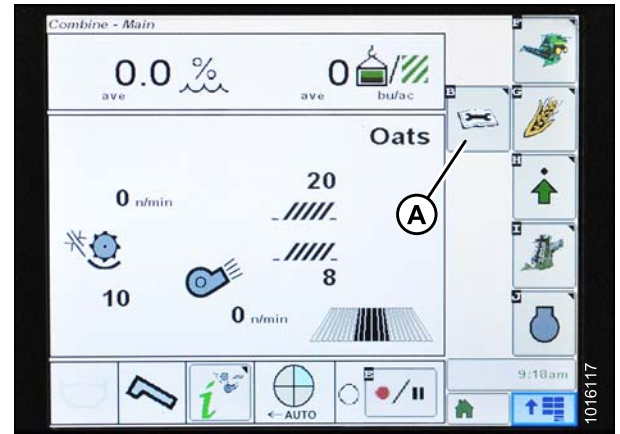 Combine - Main
0.0 %
ave
0 /
ave bu/ac
Oats
0 n/min
20
10
8
0 n/min
← AUTO
i
/
F
B
G
H
I
J
E
A
9:18am
1016117